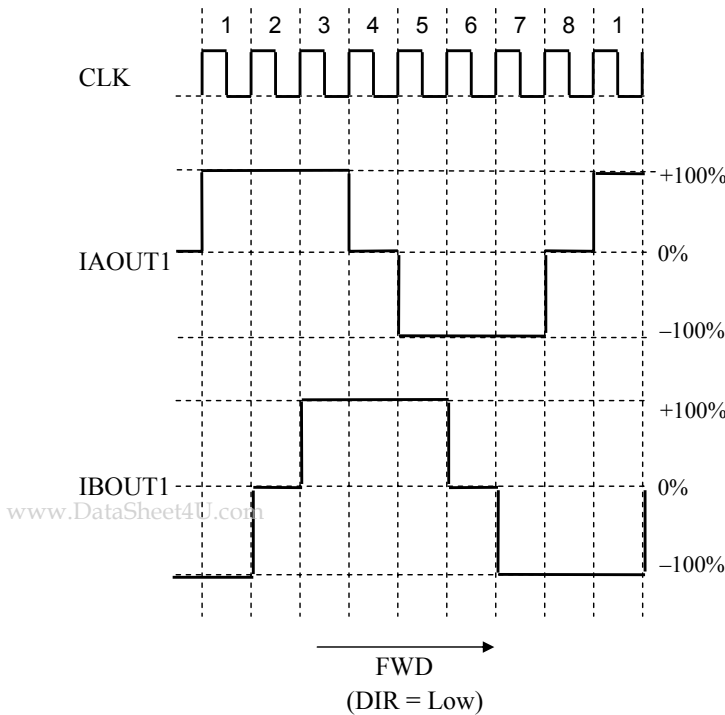 1 2 3 4 5 6 7 8 1
CLK
+100%
IAOUT1
0%
–100%
+100%
IBOUT1
0%
www.DataSheet4U.com
–100%
FWD
(DIR = Low)